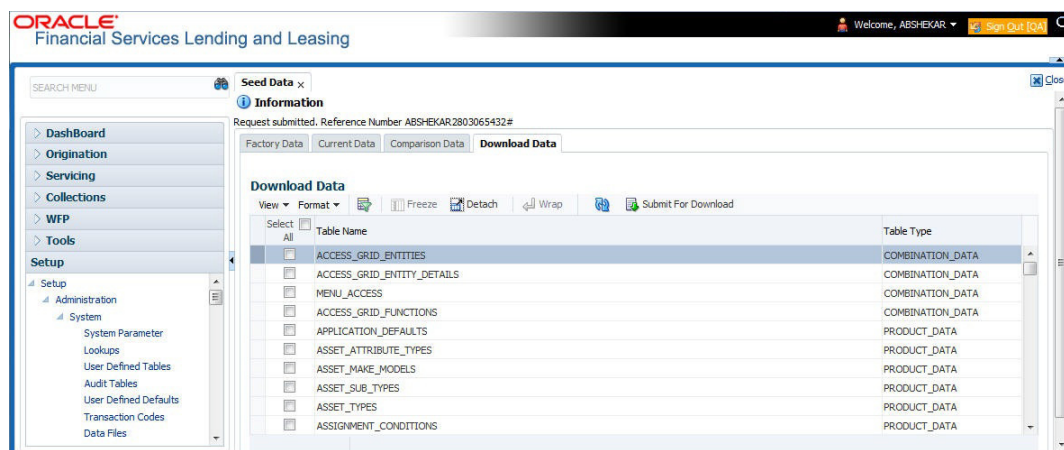 ORACLE
Financial Services Lending and Leasing
Welcome, ABSHEKAR
Sign Out [QA]
SEARCH MENU
DashBoard
Origination
Servicing
Collections
WFP
Tools
Setup
Setup
Administration
System
System Parameter
Lookups
User Defined Tables
Audit Tables
User Defined Defaults
Transaction Codes
Data Files
Seed Data x
Close
Information
Request submitted. Reference Number ABSHEKAR2803065432#
Factory Data Current Data Comparison Data Download Data
Download Data
View Format Freeze Detach Wrap Submit For Download
Select All Table Name Table Type
ACCESS_GRID_ENTITIES COMBINATION_DATA
ACCESS_GRID_ENTITY_DETAILS COMBINATION_DATA
MENU_ACCESS COMBINATION_DATA
ACCESS_GRID_FUNCTIONS COMBINATION_DATA
APPLICATION_DEFAULTS PRODUCT_DATA
ASSET_ATTRIBUTE_TYPES PRODUCT_DATA
ASSET_MAKE_MODELS PRODUCT_DATA
ASSET_SUB_TYPES PRODUCT_DATA
ASSET_TYPES PRODUCT_DATA
ASSIGNMENT_CONDITIONS PRODUCT_DATA